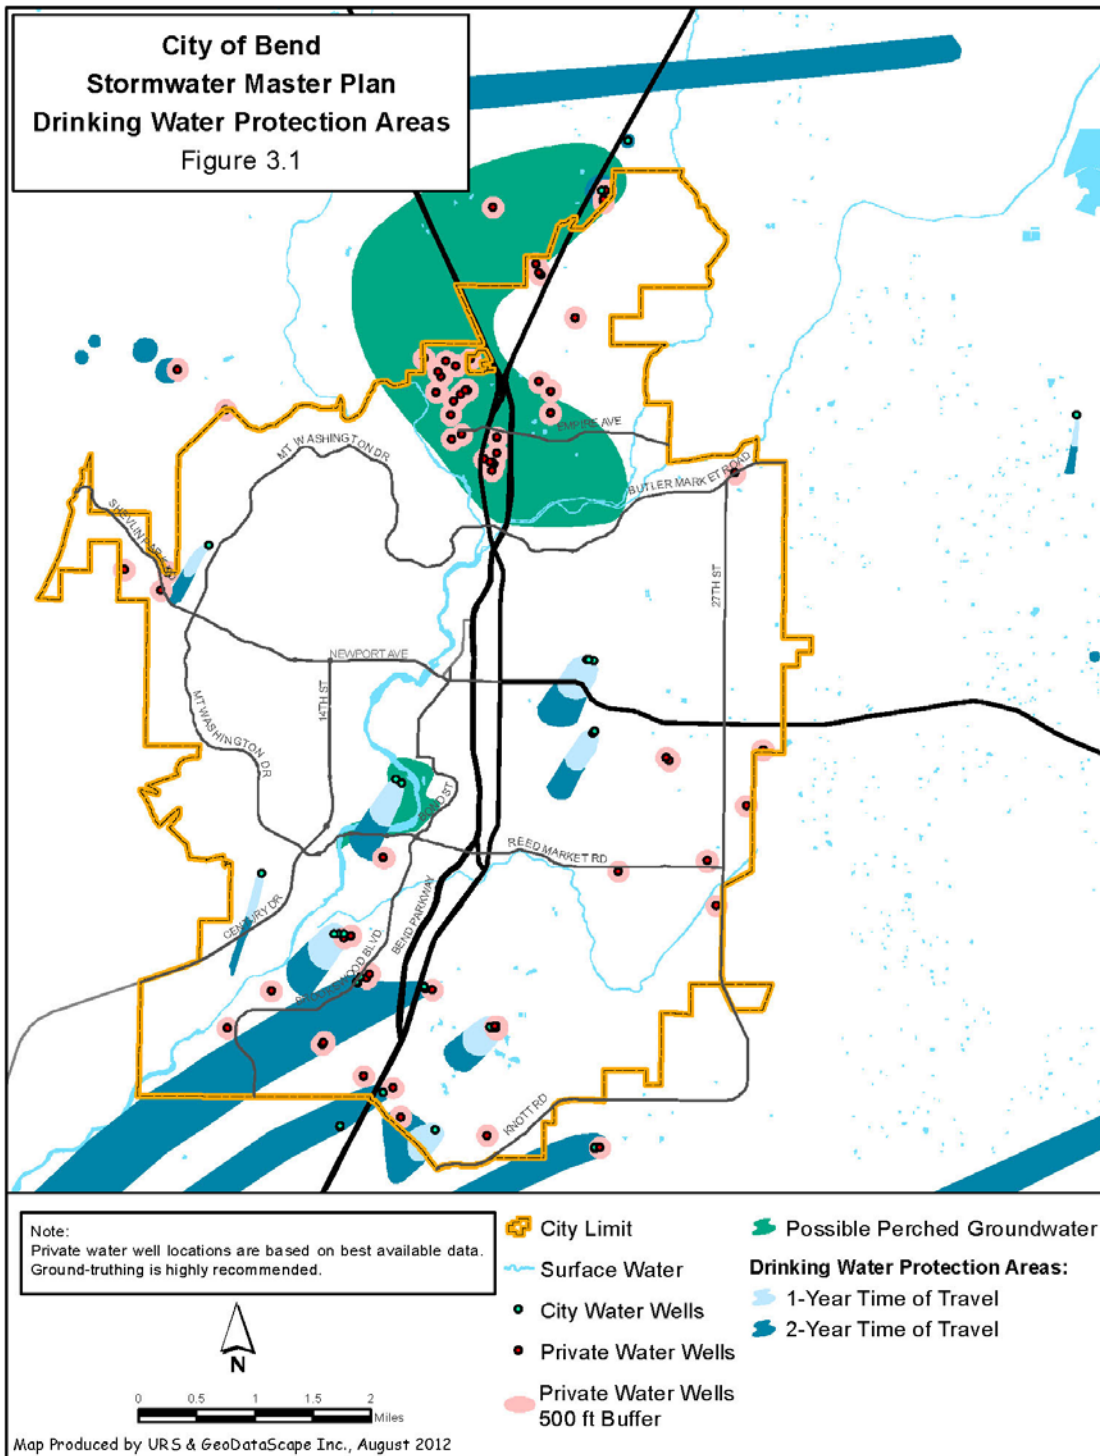 City of Bend
Stormwater Master Plan
Drinking Water Protection Areas
Figure 3.1
EMPIRE AVE
MT WASHINGTON DR
BUTLER MARKET ROAD
SHEVLIN PARK RD
27TH ST
NEWPORT AVE
14TH ST
MT WASHINGTON DR
BOND ST
REED MARKET RD
CENTURY DR
BEND PARKWAY
BROOKSWOOD BLVD
KNOTT RD
Note:
Private water well locations are based on best available data.
Ground-truthing is highly recommended.
N
0 0.5 1 1.5 2
Miles
City Limit
Surface Water
City Water Wells
Private Water Wells
Private Water Wells
500 ft Buffer
Possible Perched Groundwater
Drinking Water Protection Areas:
1-Year Time of Travel
2-Year Time of Travel
Map Produced by URS & GeoDataScape Inc., August 2012